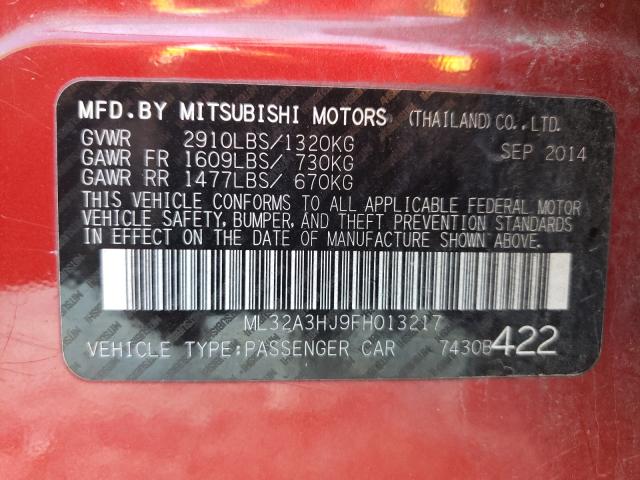 MFD.BY MITSUBISHI MOTORS (THAILAND)CO.,LTD.
GVWR 2910LBS/1320KG SEP 2014
GAWR FR 1609LBS/ 730KG
GAWR RR 1477LBS/ 670KG
THIS VEHICLE CONFORMS TO ALL APPLICABLE FEDERAL MOTOR
VEHICLE SAFETY, BUMPER, AND THEFT PREVENTION STANDARDS
IN EFFECT ON THE DATE OF MANUFACTURE SHOWN ABOVE.
ML32A3HJ9FH013217
VEHICLE TYPE:PASSENGER CAR 7430B422